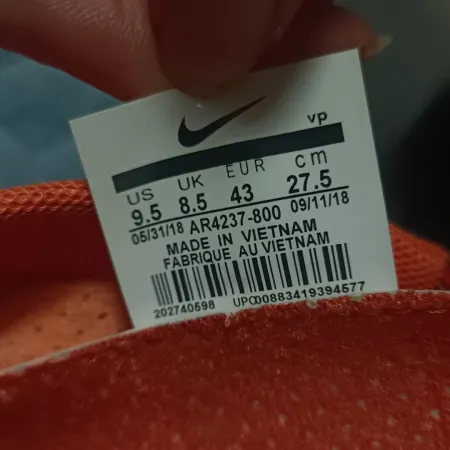 vp
US UK EUR cm
9.5 8.5 43 27.5
05/31/18 AR4237-800 09/11/18
MADE IN VIETNAM
FABRIQUE AU VIETNAM
202740598 UPC00883419394577